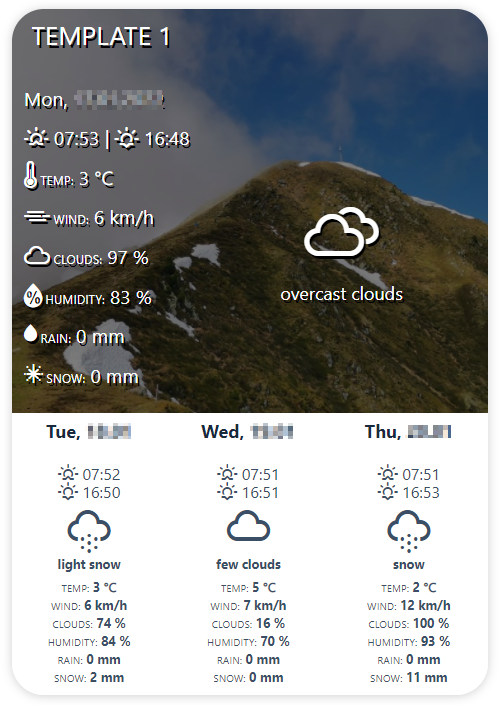 TEMPLATE 1
Mon,
07:53 | 16:48
TEMP: 3 °C
WIND: 6 km/h
CLOUDS: 97 %
% HUMIDITY: 83 %
RAIN: 0 mm
SNOW: 0 mm
overcast clouds
Tue,
07:52
16:50
light snow
TEMP: 3 °C
WIND: 6 km/h
CLOUDS: 74 %
HUMIDITY: 84 %
RAIN: 0 mm
SNOW: 2 mm
Wed,
07:51
16:51
few clouds
TEMP: 5 °C
WIND: 7 km/h
CLOUDS: 16 %
HUMIDITY: 70 %
RAIN: 0 mm
SNOW: 0 mm
Thu,
07:51
16:53
snow
TEMP: 2 °C
WIND: 12 km/h
CLOUDS: 100 %
HUMIDITY: 93 %
RAIN: 0 mm
SNOW: 11 mm